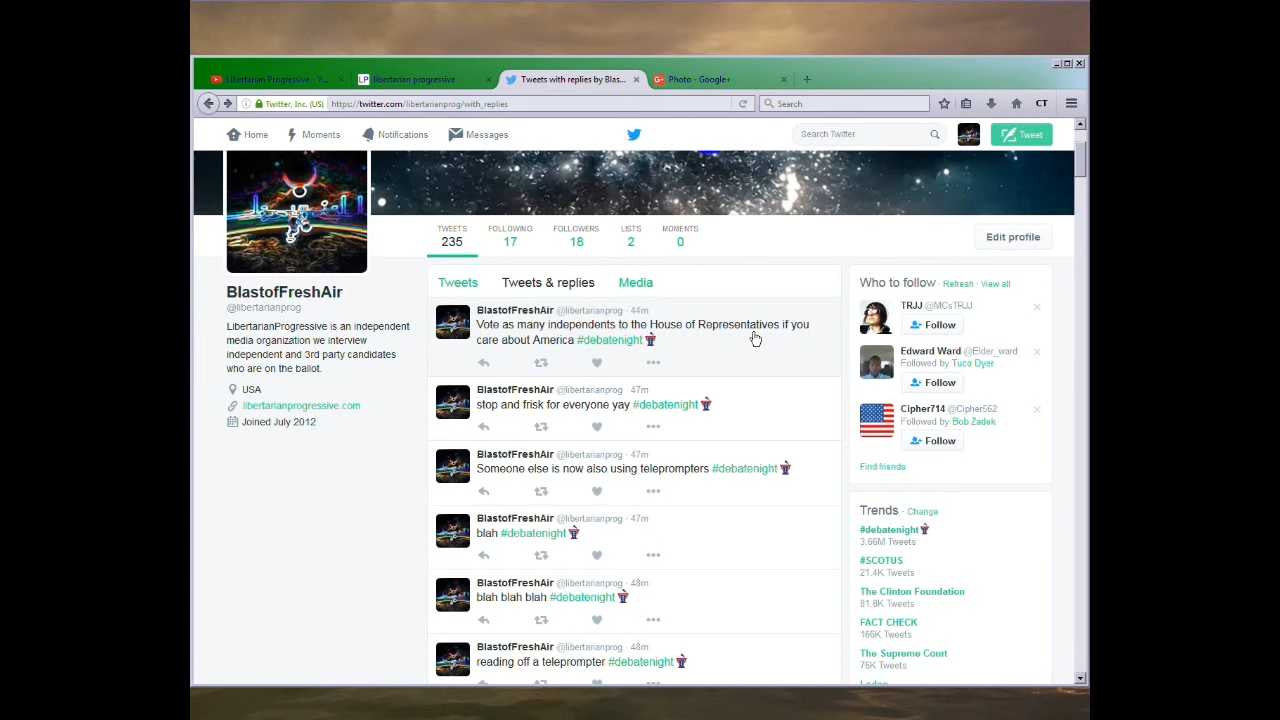 Libertarian Progressive - Y...
LP libertarian progressive
Tweets with replies by Blas...
Photo - Google+
Twitter, Inc. (US)
https://twitter.com/libertarianprog/with_replies
Search
CT
Home
Moments
Notifications
Messages
Search Twitter
Tweet
TWEETS
235
FOLLOWING
17
FOLLOWERS
18
LISTS
2
MOMENTS
0
Edit profile
BlastofFreshAir
@libertarianprog
LibertarianProgressive is an independent
media organization we interview
independent and 3rd party candidates
who are on the ballot.
USA
libertarianprogressive.com
Joined July 2012
Tweets
Tweets & replies
Media
BlastofFreshAir @libertarianprog · 44m
Vote as many independents to the House of Representatives if you
care about America #debatenight
BlastofFreshAir @libertarianprog · 47m
stop and frisk for everyone yay #debatenight
BlastofFreshAir @libertarianprog · 47m
Someone else is now also using teleprompters #debatenight
BlastofFreshAir @libertarianprog · 47m
blah #debatenight
BlastofFreshAir @libertarianprog · 48m
blah blah blah #debatenight
BlastofFreshAir @libertarianprog · 48m
reading off a teleprompter #debatenight
Who to follow · Refresh · View all
TRJJ @MCsTRJJ
Follow
Edward Ward @Elder_ward
Followed by Tuco Dyer
Follow
Cipher714 @Cipher562
Followed by Bob Zadek
Follow
Find friends
Trends · Change
#debatenight
3.66M Tweets
#SCOTUS
21.4K Tweets
The Clinton Foundation
81.8K Tweets
FACT CHECK
166K Tweets
The Supreme Court
76K Tweets